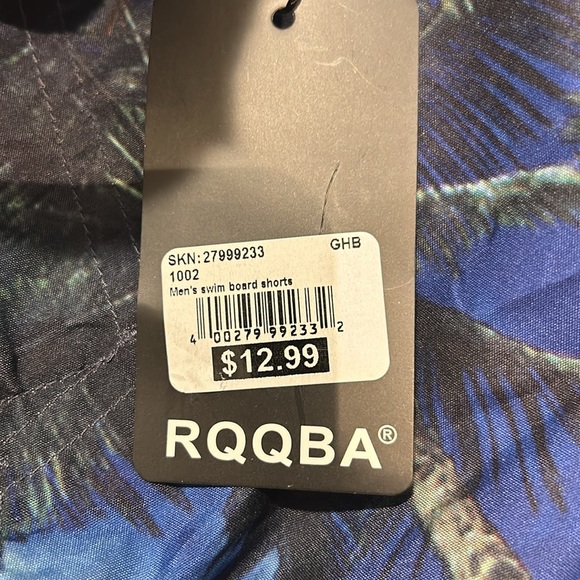 SKN: 27999233 GHB
1002
Men's swim board shorts
4 00279 99233 2
$12.99
RQQBA®